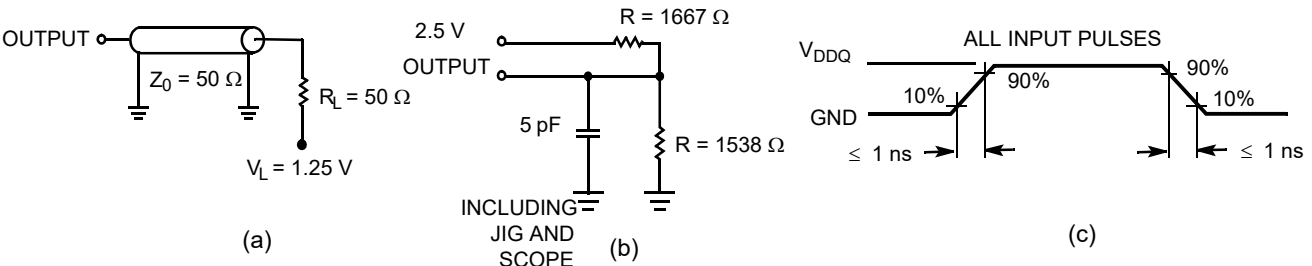 OUTPUT
Z0 = 50 Ω
RL = 50 Ω
VL = 1.25 V
(a)
R = 1667 Ω
2.5 V
OUTPUT
5 pF
R = 1538 Ω
INCLUDING
JIG AND
SCOPE
(b)
ALL INPUT PULSES
VDDQ
GND
10%
90%
90%
10%
≤ 1 ns
≤ 1 ns
(c)